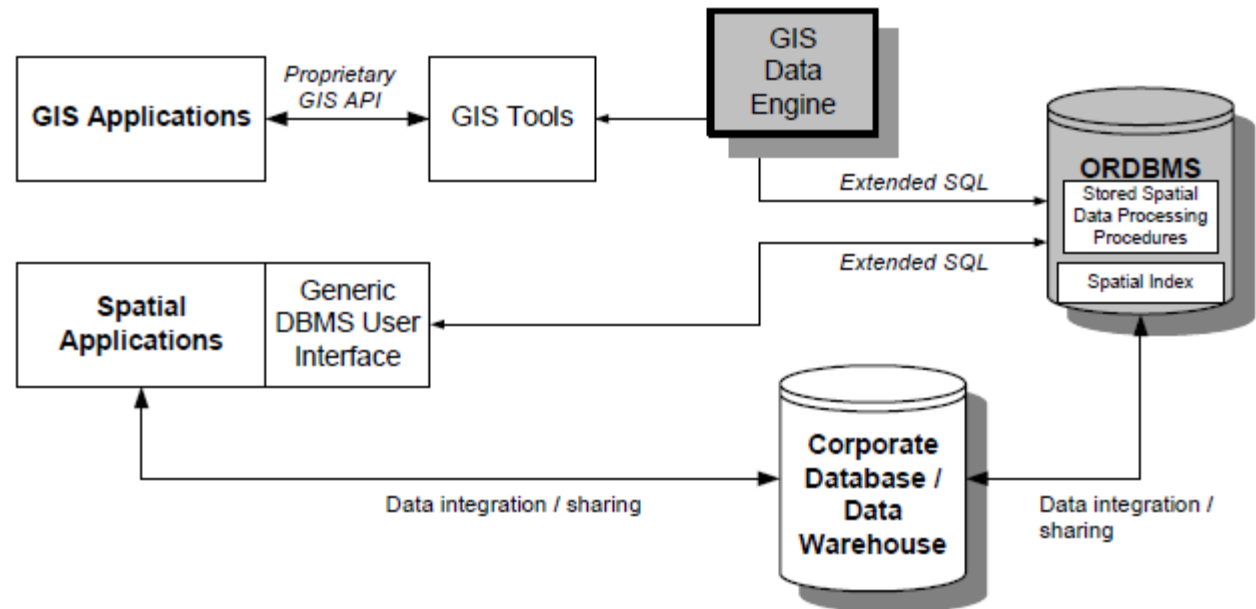 GIS
Data
Engine
Proprietary
GIS API
GIS Applications
GIS Tools
ORDBMS
Stored Spatial
Data Processing
Procedures
Spatial Index
Extended SQL
Extended SQL
Spatial
Applications
Generic
DBMS User
Interface
Corporate
Database /
Data
Warehouse
Data integration / sharing
Data integration /
sharing